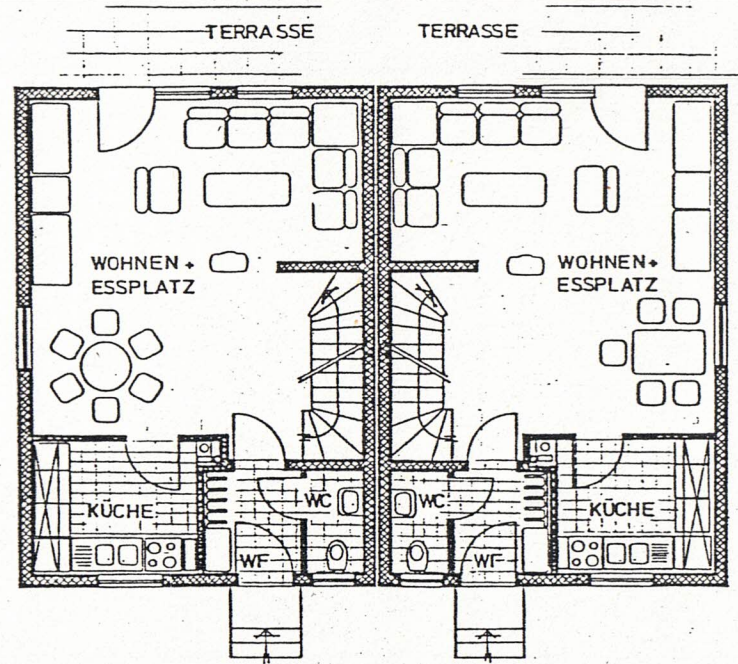 TERRASSE
TERRASSE
WOHNEN +
ESSPLATZ
WOHNEN+
ESSPLATZ
KÜCHE
WC
WF
WC
WF
KÜCHE